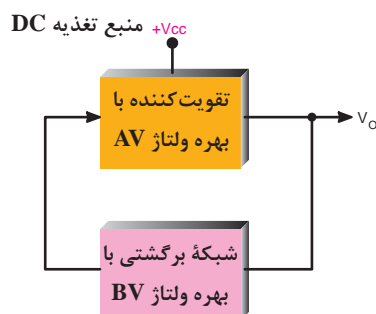 منبع تغذیه DC +Vcc
تقویت‌کننده با
بهره ولتاژ AV
VO
شبکهٔ برگشتی با
بهره ولتاژ BV